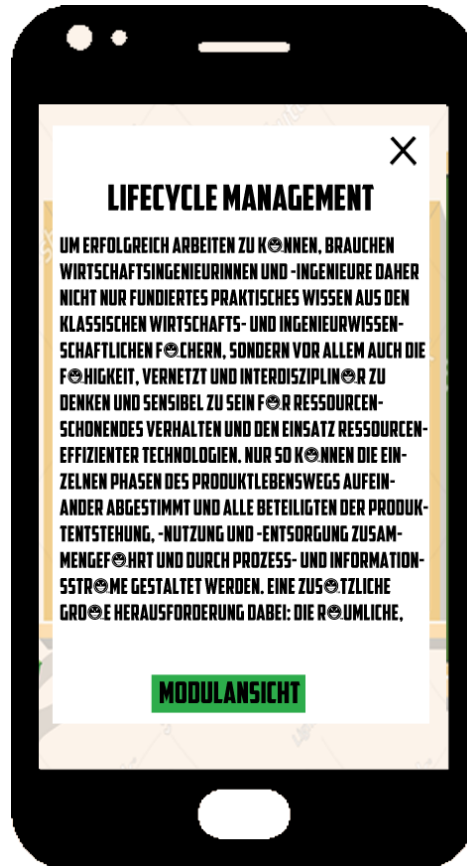 LIFECYCLE MANAGEMENT
UM ERFOLGREICH ARBEITEN ZU K😀NNEN, BRAUCHEN
WIRTSCHAFTSINGENIEURINNEN UND -INGENIEURE DAHER
NICHT NUR FUNDIERTES PRAKTISCHES WISSEN AUS DEN
KLASSISCHEN WIRTSCHAFTS- UND INGENIEURWISSEN-
SCHAFTLICHEN F😀CHERN, SONDERN VOR ALLEM AUCH DIE
F😀HIGKEIT, VERNETZT UND INTERDISZIPLIN😀R ZU
DENKEN UND SENSIBEL ZU SEIN F😀R RESSOURCEN-
SCHONENDES VERHALTEN UND DEN EINSATZ RESSOURCEN-
EFFIZIENTER TECHNOLOGIEN. NUR SO K😀NNEN DIE EIN-
ZELNEN PHASEN DES PRODUKTLEBENSWEGS AUFEIN-
ANDER ABGESTIMMT UND ALLE BETEILIGTEN DER PRODUK-
TENTSTEHUNG, -NUTZUNG UND -ENTSORGUNG ZUSAM-
MENGEF😀HRT UND DURCH PROZESS- UND INFORMATION-
SSTR😀ME GESTALTET WERDEN. EINE ZUS😀TZLICHE
GRO😀E HERAUSFORDERUNG DABEI: DIE R😀UMLICHE,
MODULANSICHT